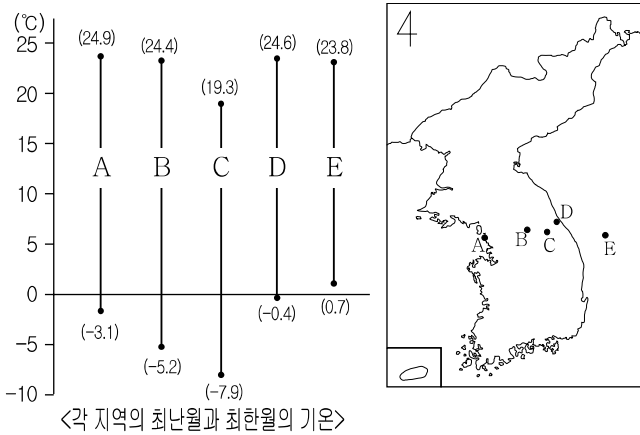 (℃)
25
20
15
10
5
0
-5
-10
(24.9)
(24.4)
(19.3)
(24.6)
(23.8)
A
B
C
D
E
(-3.1)
(-5.2)
(-7.9)
(-0.4)
(0.7)
<각 지역의 최난월과 최한월의 기온>
4
A
B
C
D
E